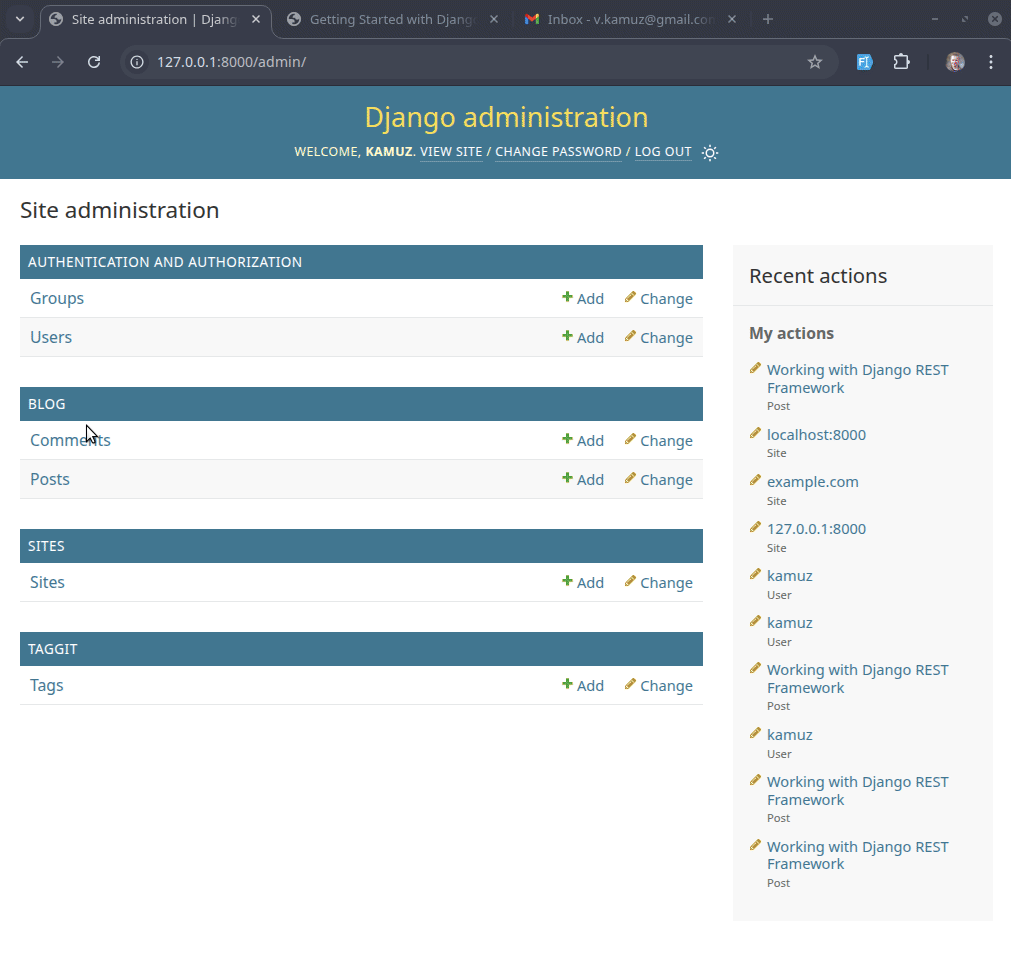 Site administration | Djang
Getting Started with Djang
Inbox - v.kamuz@gmail.con
127.0.0.1:8000/admin/
Django administration
WELCOME, KAMUZ. VIEW SITE / CHANGE PASSWORD / LOG OUT
Site administration
AUTHENTICATION AND AUTHORIZATION
Groups Add Change
Users Add Change
BLOG
Comments Add Change
Posts Add Change
SITES
Sites Add Change
TAGGIT
Tags Add Change
Recent actions
My actions
Working with Django REST
Framework
Post
localhost:8000
Site
example.com
Site
127.0.0.1:8000
Site
kamuz
User
kamuz
User
Working with Django REST
Framework
Post
kamuz
User
Working with Django REST
Framework
Post
Working with Django REST
Framework
Post